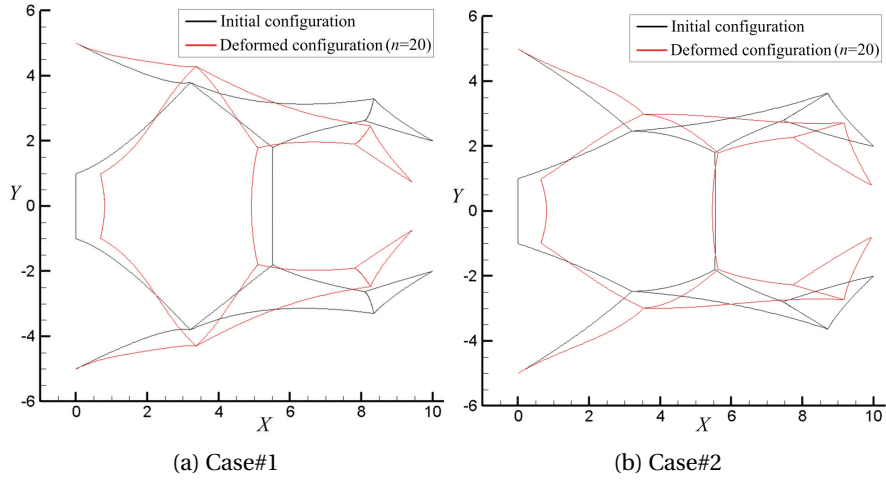 Initial configuration
Deformed configuration (n=20)
6
4
2
Y
0
-2
-4
-6
0
2
4
6
8
10
X
(a) Case#1
Initial configuration
Deformed configuration (n=20)
6
4
2
Y
0
-2
-4
-6
0
2
4
6
8
10
X
(b) Case#2